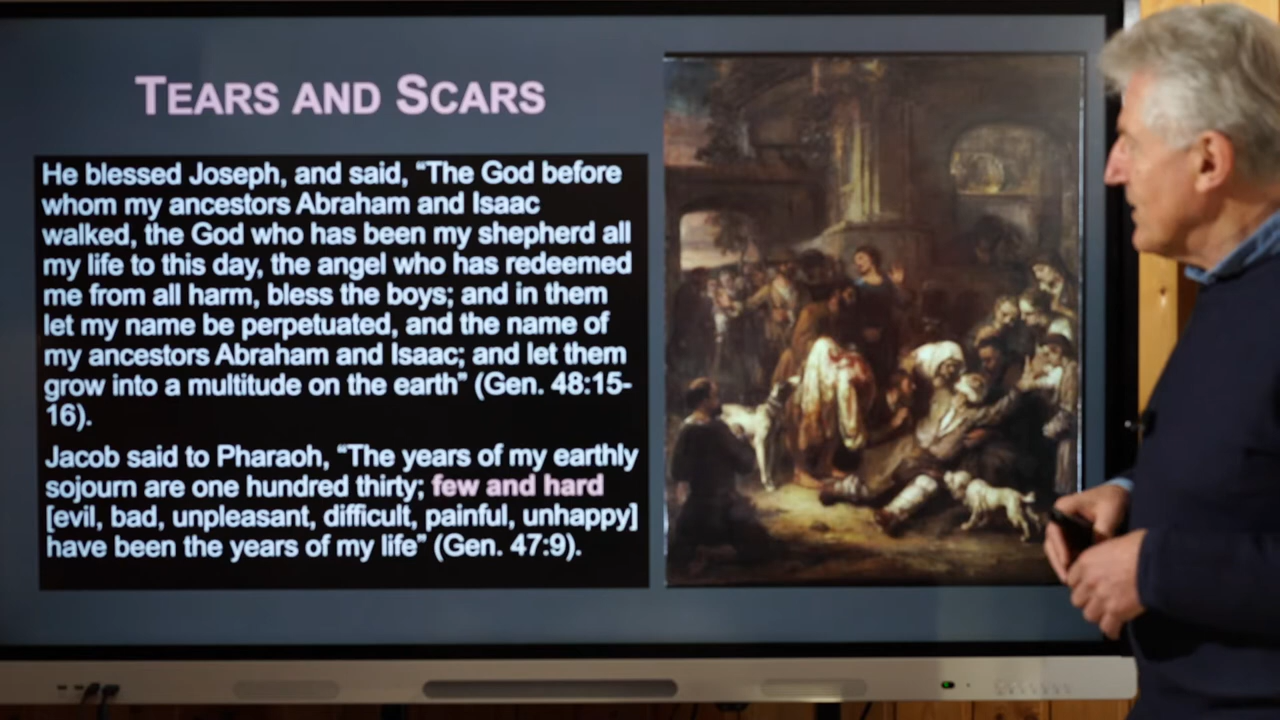 TEARS AND SCARS
He blessed Joseph, and said, “The God before
whom my ancestors Abraham and Isaac
walked, the God who has been my shepherd all
my life to this day, the angel who has redeemed
me from all harm, bless the boys; and in them
let my name be perpetuated, and the name of
my ancestors Abraham and Isaac; and let them
grow into a multitude on the earth” (Gen. 48:15-
16).
Jacob said to Pharaoh, “The years of my earthly
sojourn are one hundred thirty; few and hard
[evil, bad, unpleasant, difficult, painful, unhappy]
have been the years of my life” (Gen. 47:9).